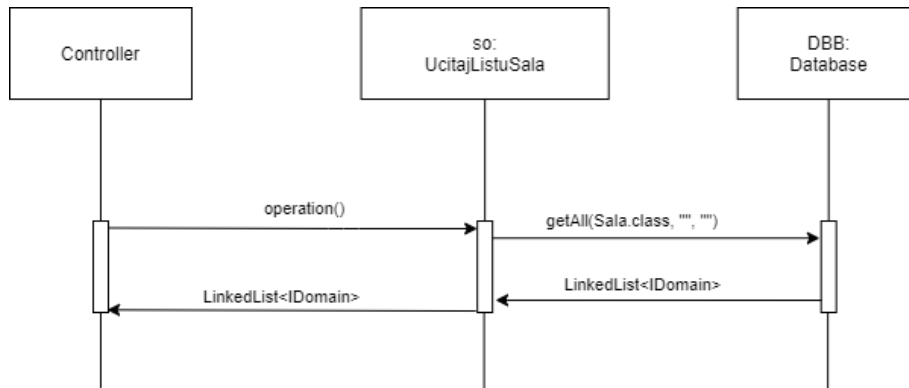 Controller
so:
UcitajListuSala
DBB:
Database
operation()
getAll(Sala.class, "", "")
LinkedList<IDomain>
LinkedList<IDomain>